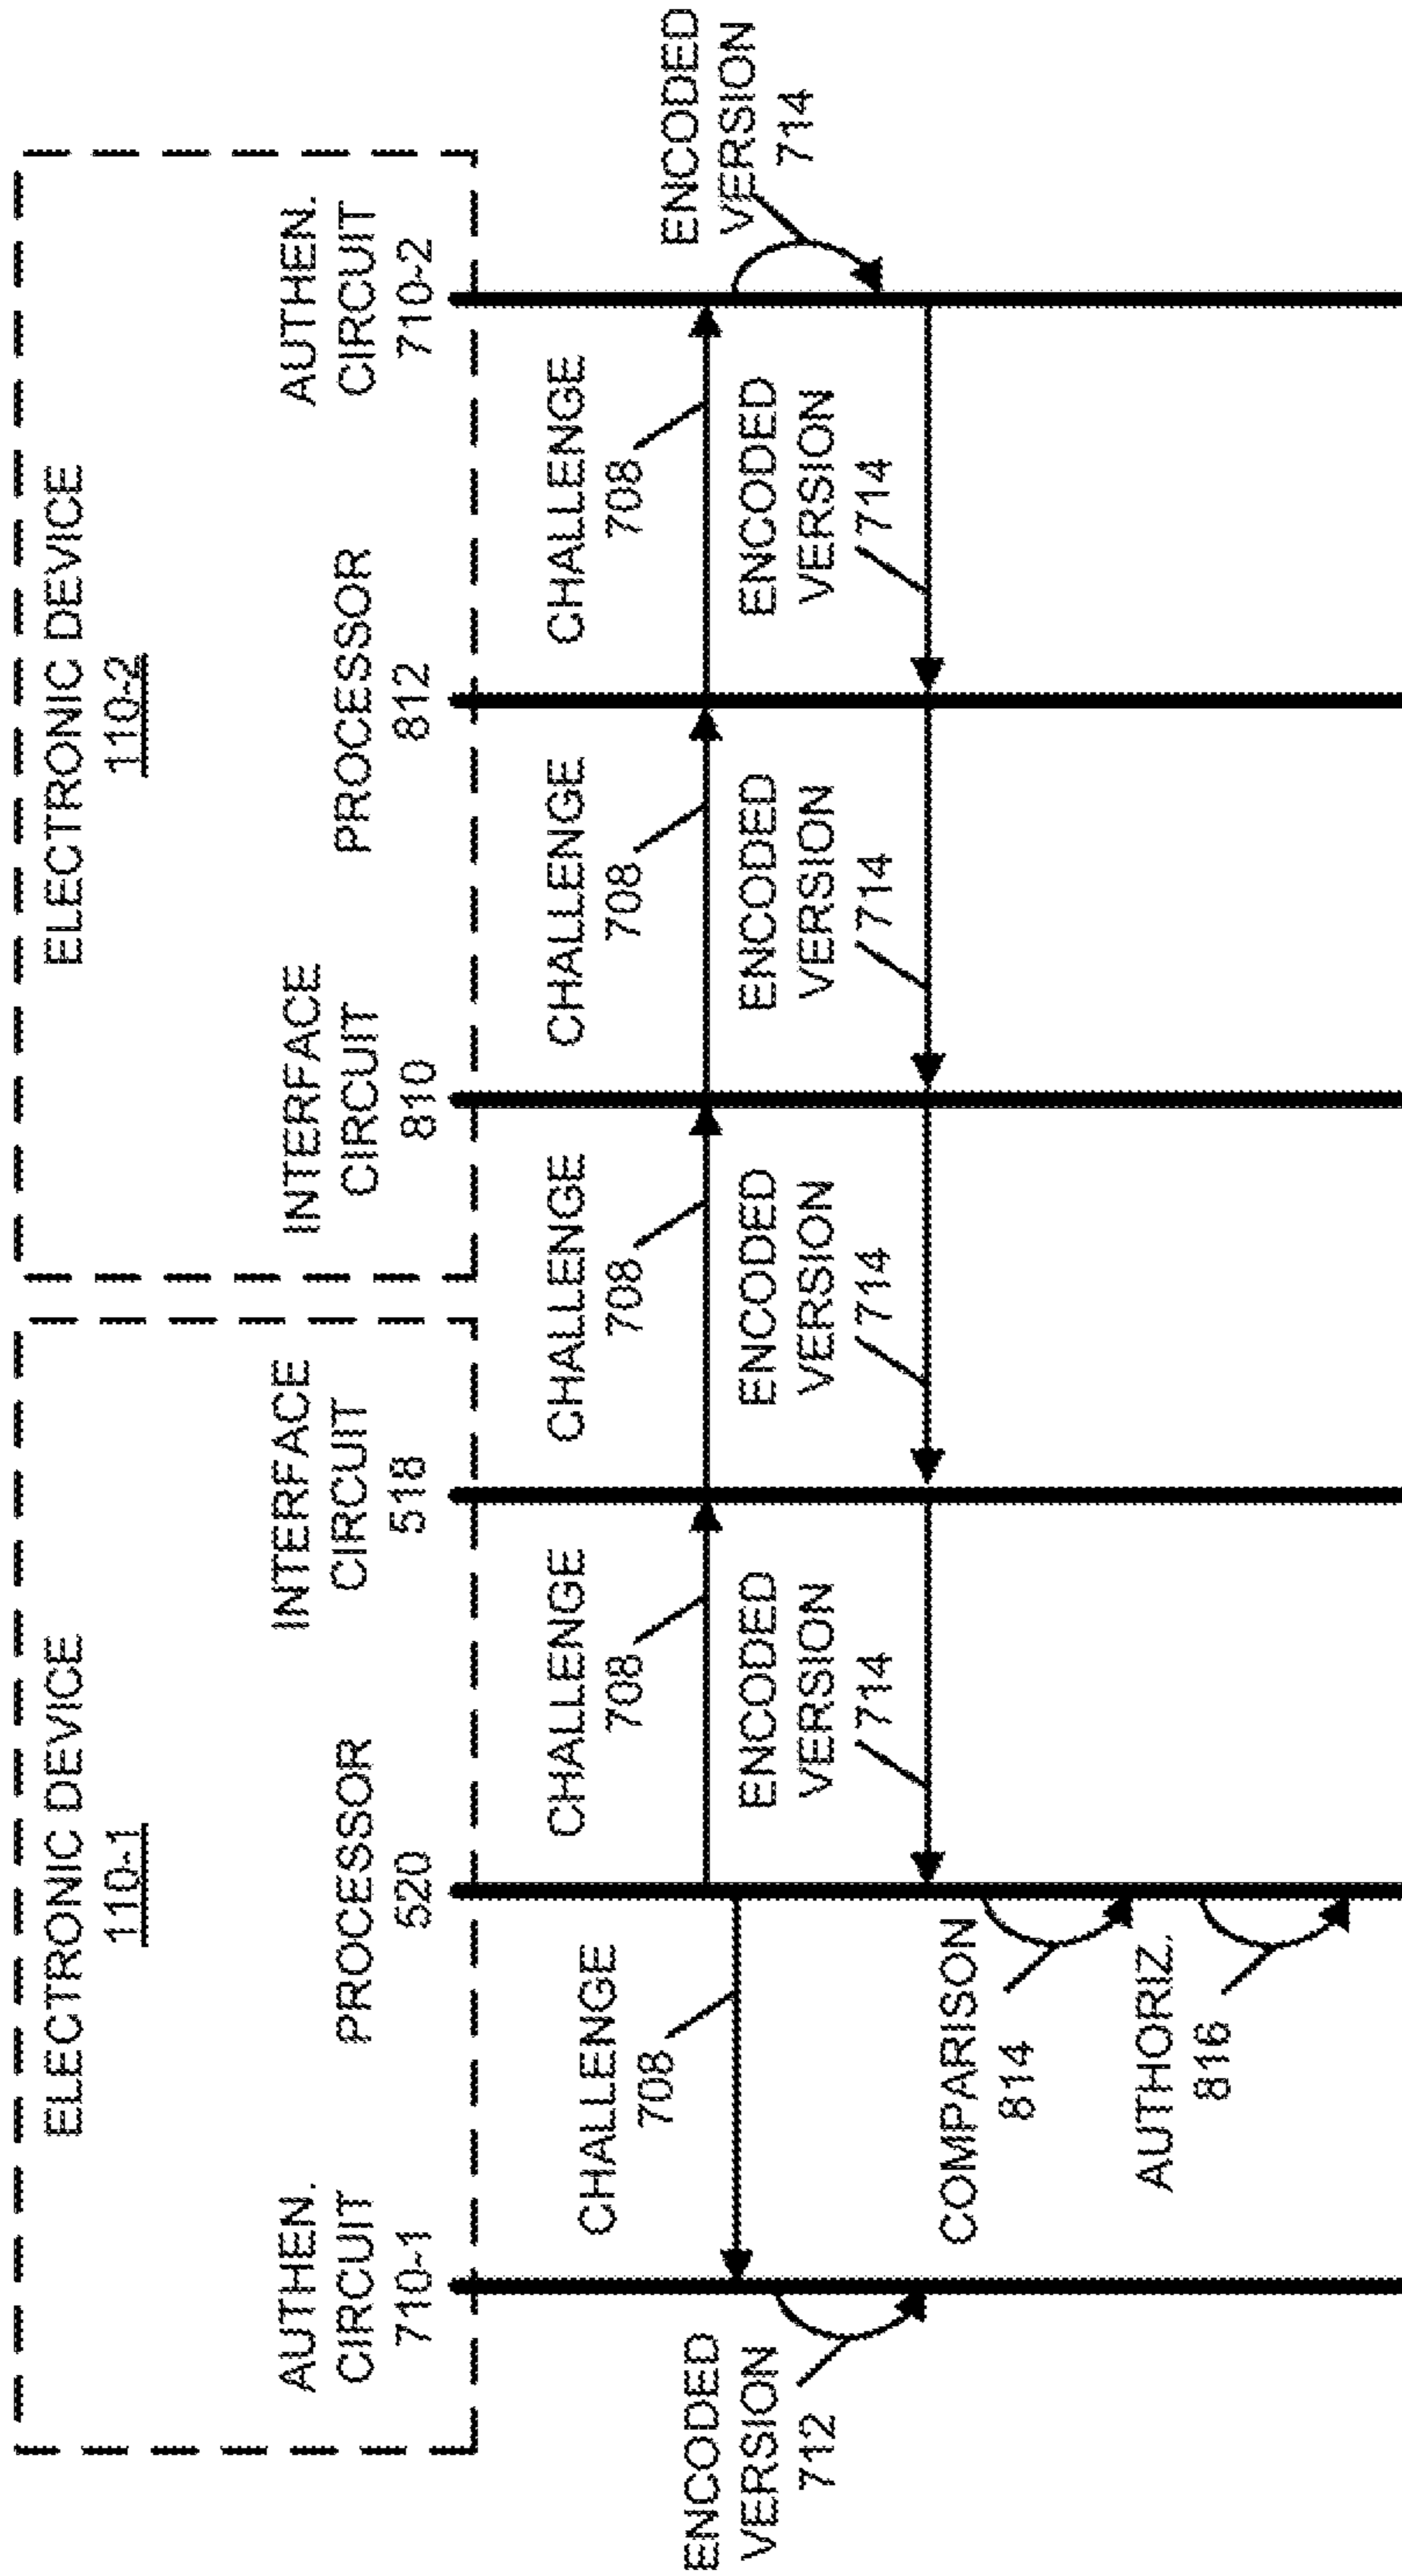 ELECTRONIC DEVICE
110-1
AUTHEN.
CIRCUIT
710-1
PROCESSOR
520
INTERFACE
CIRCUIT
518
ELECTRONIC DEVICE
110-2
INTERFACE
CIRCUIT
810
PROCESSOR
812
AUTHEN.
CIRCUIT
710-2
CHALLENGE
708
CHALLENGE
708
CHALLENGE
708
CHALLENGE
708
CHALLENGE
708
ENCODED
VERSION
712
ENCODED
VERSION
714
ENCODED
VERSION
714
ENCODED
VERSION
714
ENCODED
VERSION
714
ENCODED
VERSION
714
COMPARISON
814
AUTHORIZ.
816